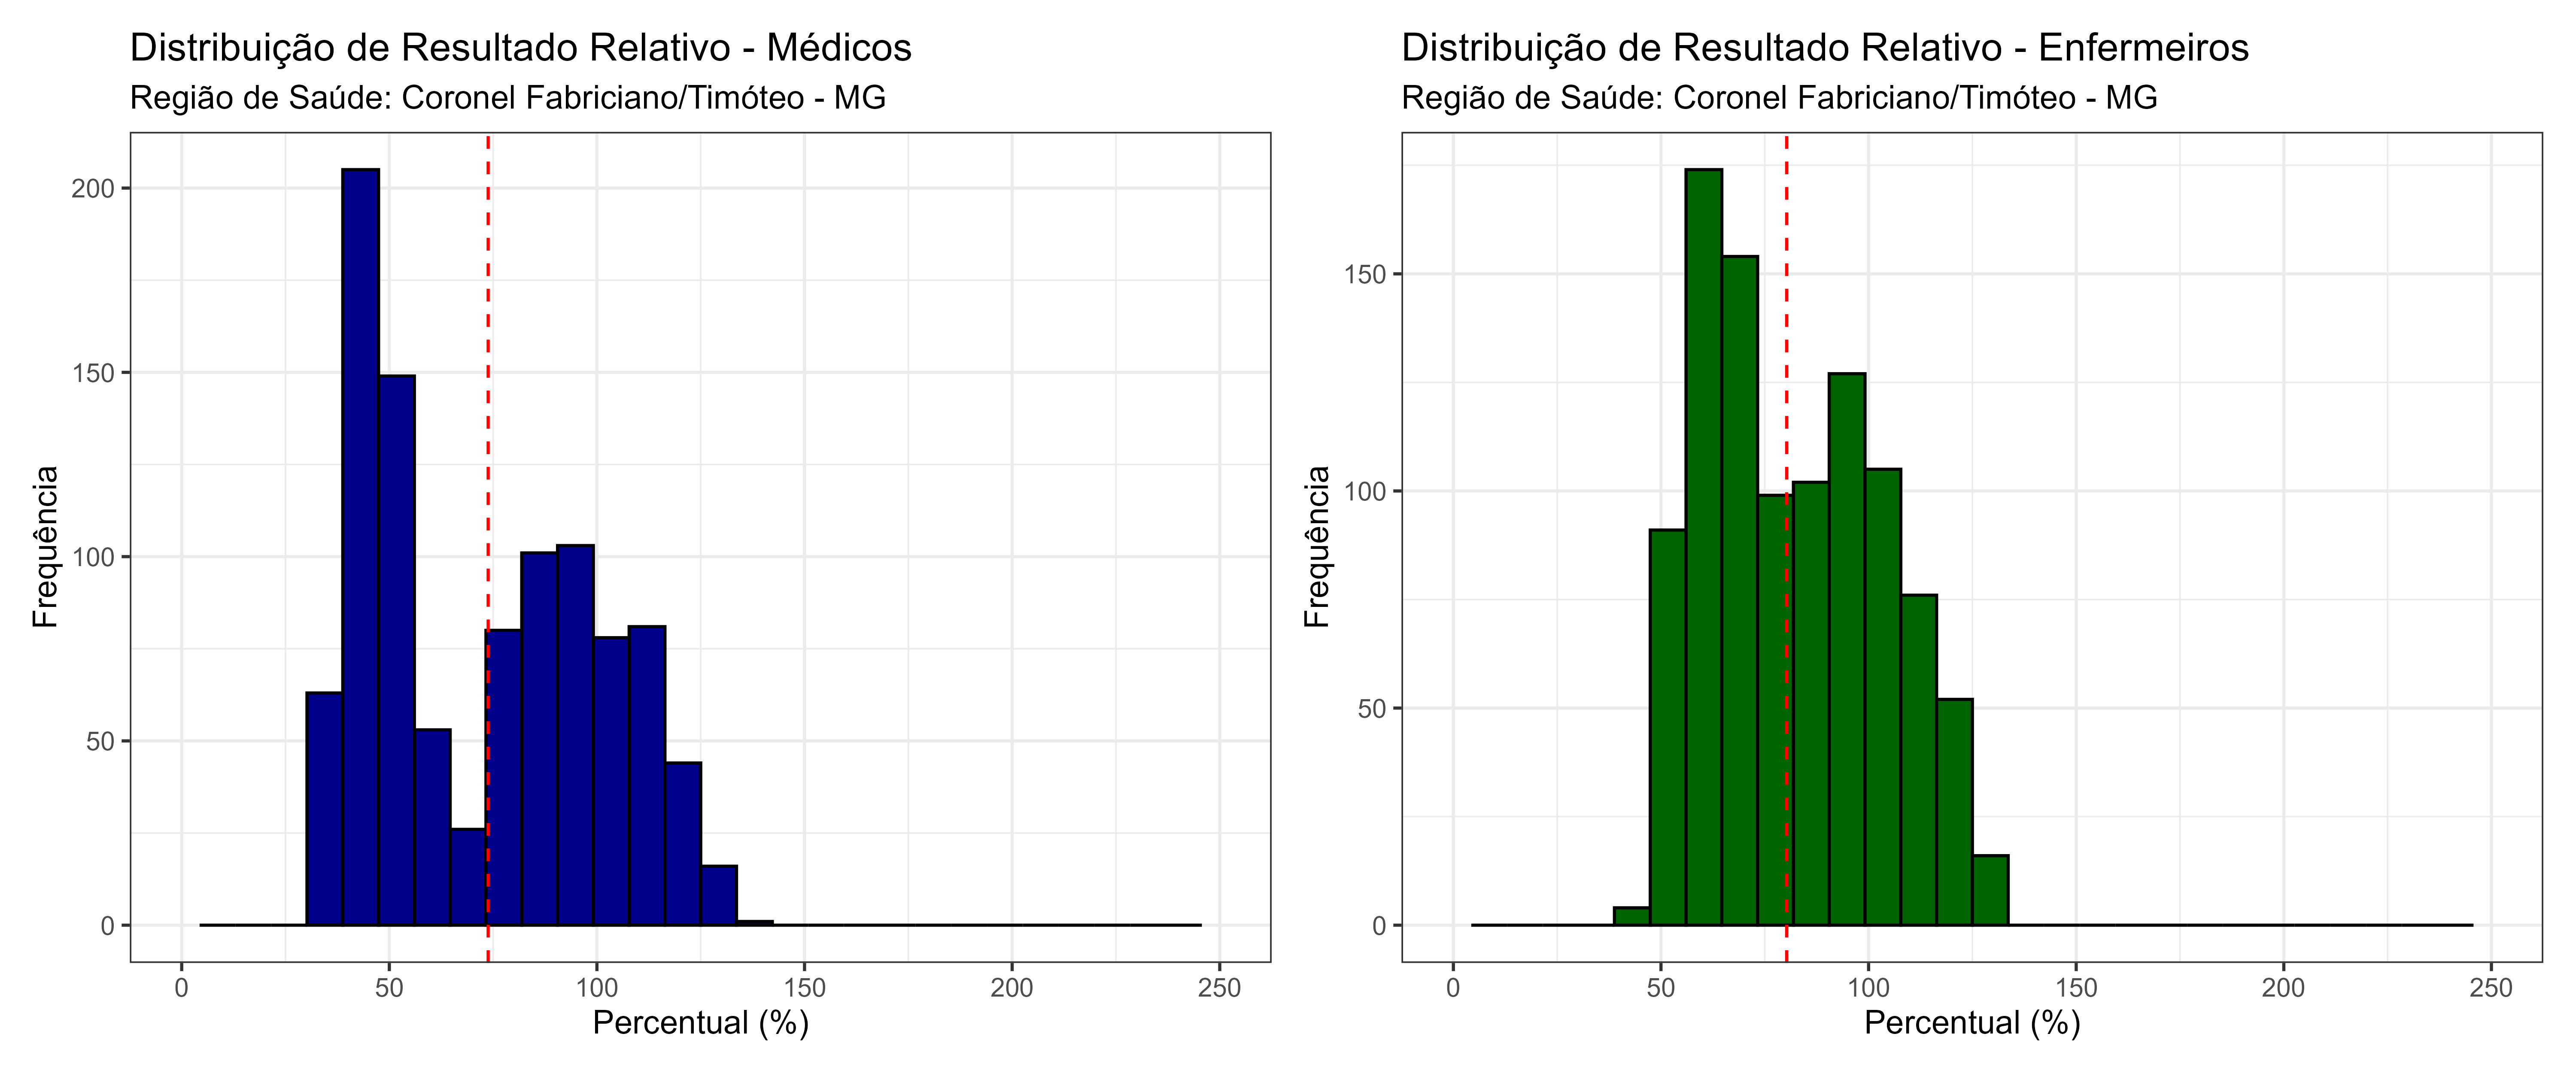 Distribuição de Resultado Relativo - Médicos
Região de Saúde: Coronel Fabriciano/Timóteo - MG
Frequência
200
150
100
50
0
0 50 100 150 200 250
Percentual (%)
Distribuição de Resultado Relativo - Enfermeiros
Região de Saúde: Coronel Fabriciano/Timóteo - MG
Frequência
150
100
50
0
0 50 100 150 200 250
Percentual (%)